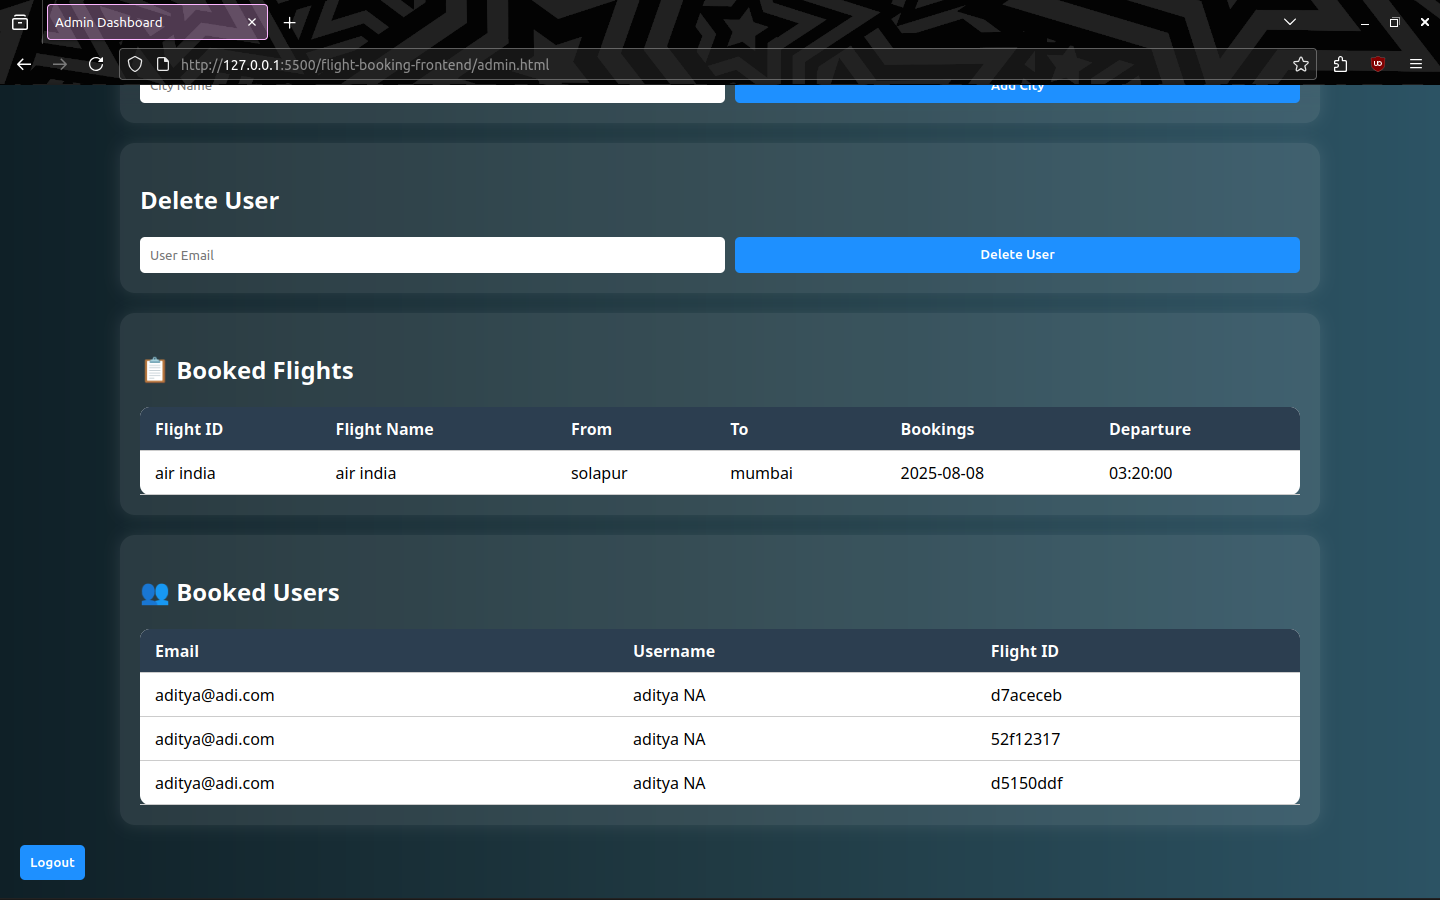 Admin Dashboard
http://127.0.0.1:5500/flight-booking-frontend/admin.html
City Name
Add City
Delete User
User Email
Delete User
📋 Booked Flights
Flight ID Flight Name From To Bookings Departure
air india air india solapur mumbai 2025-08-08 03:20:00
👥 Booked Users
Email Username Flight ID
aditya@adi.com aditya NA d7aceceb
aditya@adi.com aditya NA 52f12317
aditya@adi.com aditya NA d5150ddf
Logout